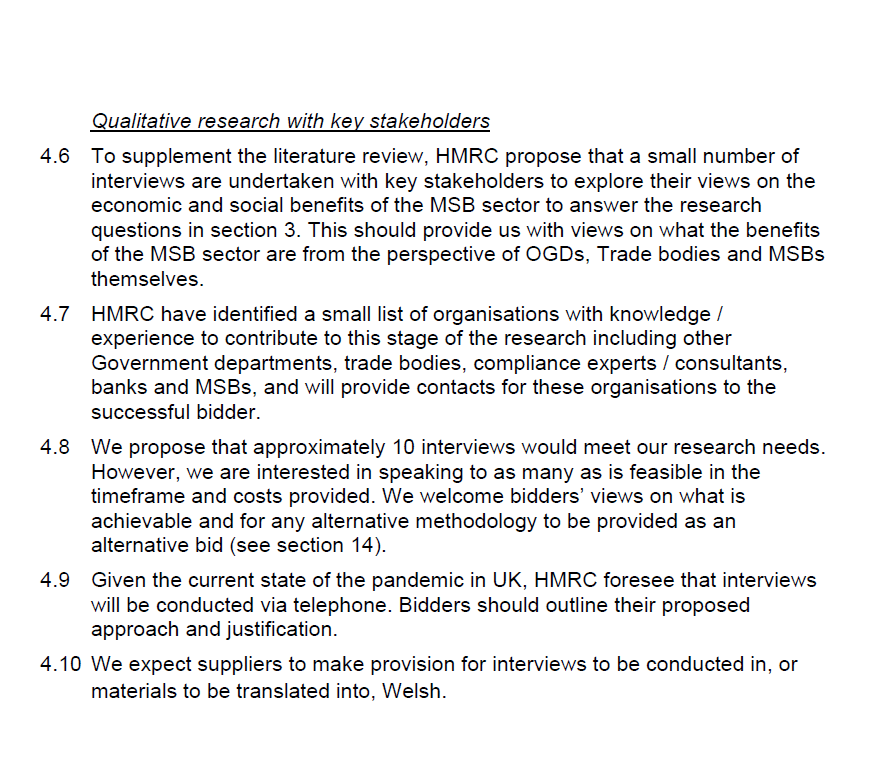 Qualitative research with key stakeholders
4.6 To supplement the literature review, HMRC propose that a small number of
interviews are undertaken with key stakeholders to explore their views on the
economic and social benefits of the MSB sector to answer the research
questions in section 3. This should provide us with views on what the benefits
of the MSB sector are from the perspective of OGDs, Trade bodies and MSBs
themselves.
4.7 HMRC have identified a small list of organisations with knowledge /
experience to contribute to this stage of the research including other
Government departments, trade bodies, compliance experts / consultants,
banks and MSBs, and will provide contacts for these organisations to the
successful bidder.
4.8 We propose that approximately 10 interviews would meet our research needs.
However, we are interested in speaking to as many as is feasible in the
timeframe and costs provided. We welcome bidders’ views on what is
achievable and for any alternative methodology to be provided as an
alternative bid (see section 14).
4.9 Given the current state of the pandemic in UK, HMRC foresee that interviews
will be conducted via telephone. Bidders should outline their proposed
approach and justification.
4.10 We expect suppliers to make provision for interviews to be conducted in, or
materials to be translated into, Welsh.